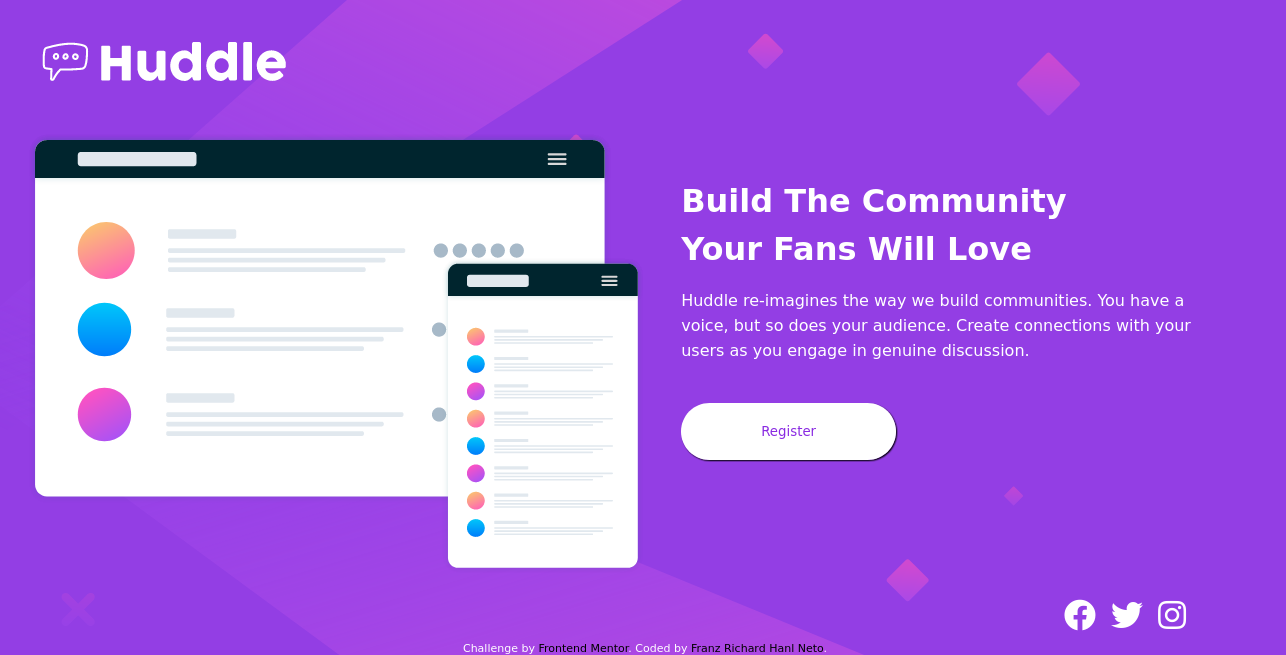 Huddle
Build The Community
Your Fans Will Love
Huddle re-imagines the way we build communities. You have a
voice, but so does your audience. Create connections with your
users as you engage in genuine discussion.
Register
Challenge by Frontend Mentor. Coded by Franz Richard Hanl Neto.